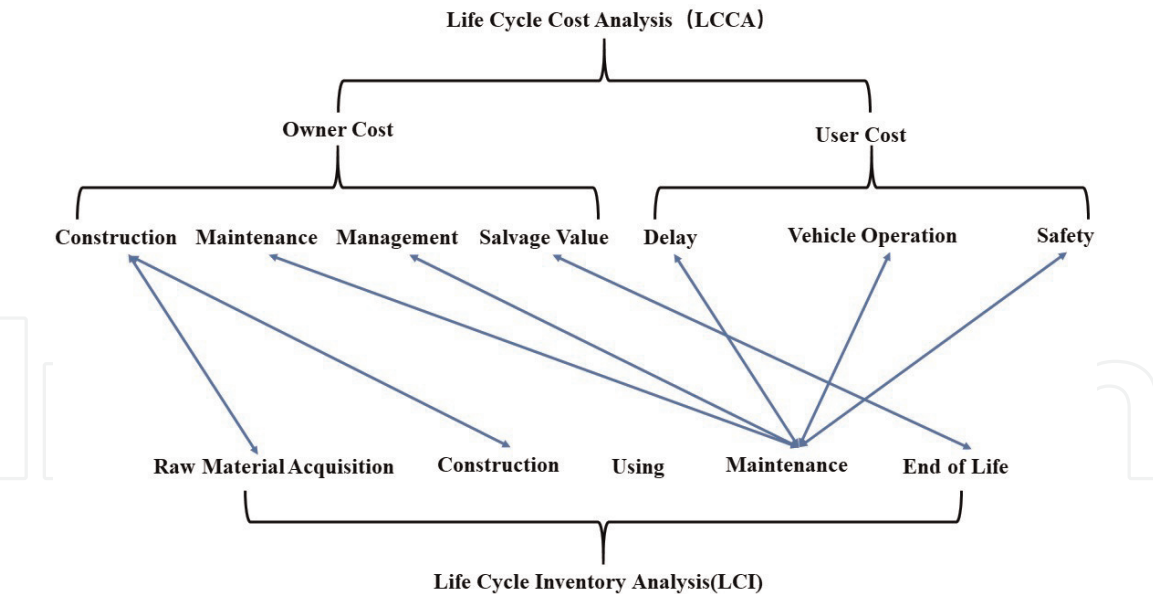 Life Cycle Cost Analysis（LCCA）
Owner Cost
User Cost
Construction Maintenance Management Salvage Value Delay Vehicle Operation Safety
Raw Material Acquisition Construction Using Maintenance End of Life
Life Cycle Inventory Analysis(LCI)